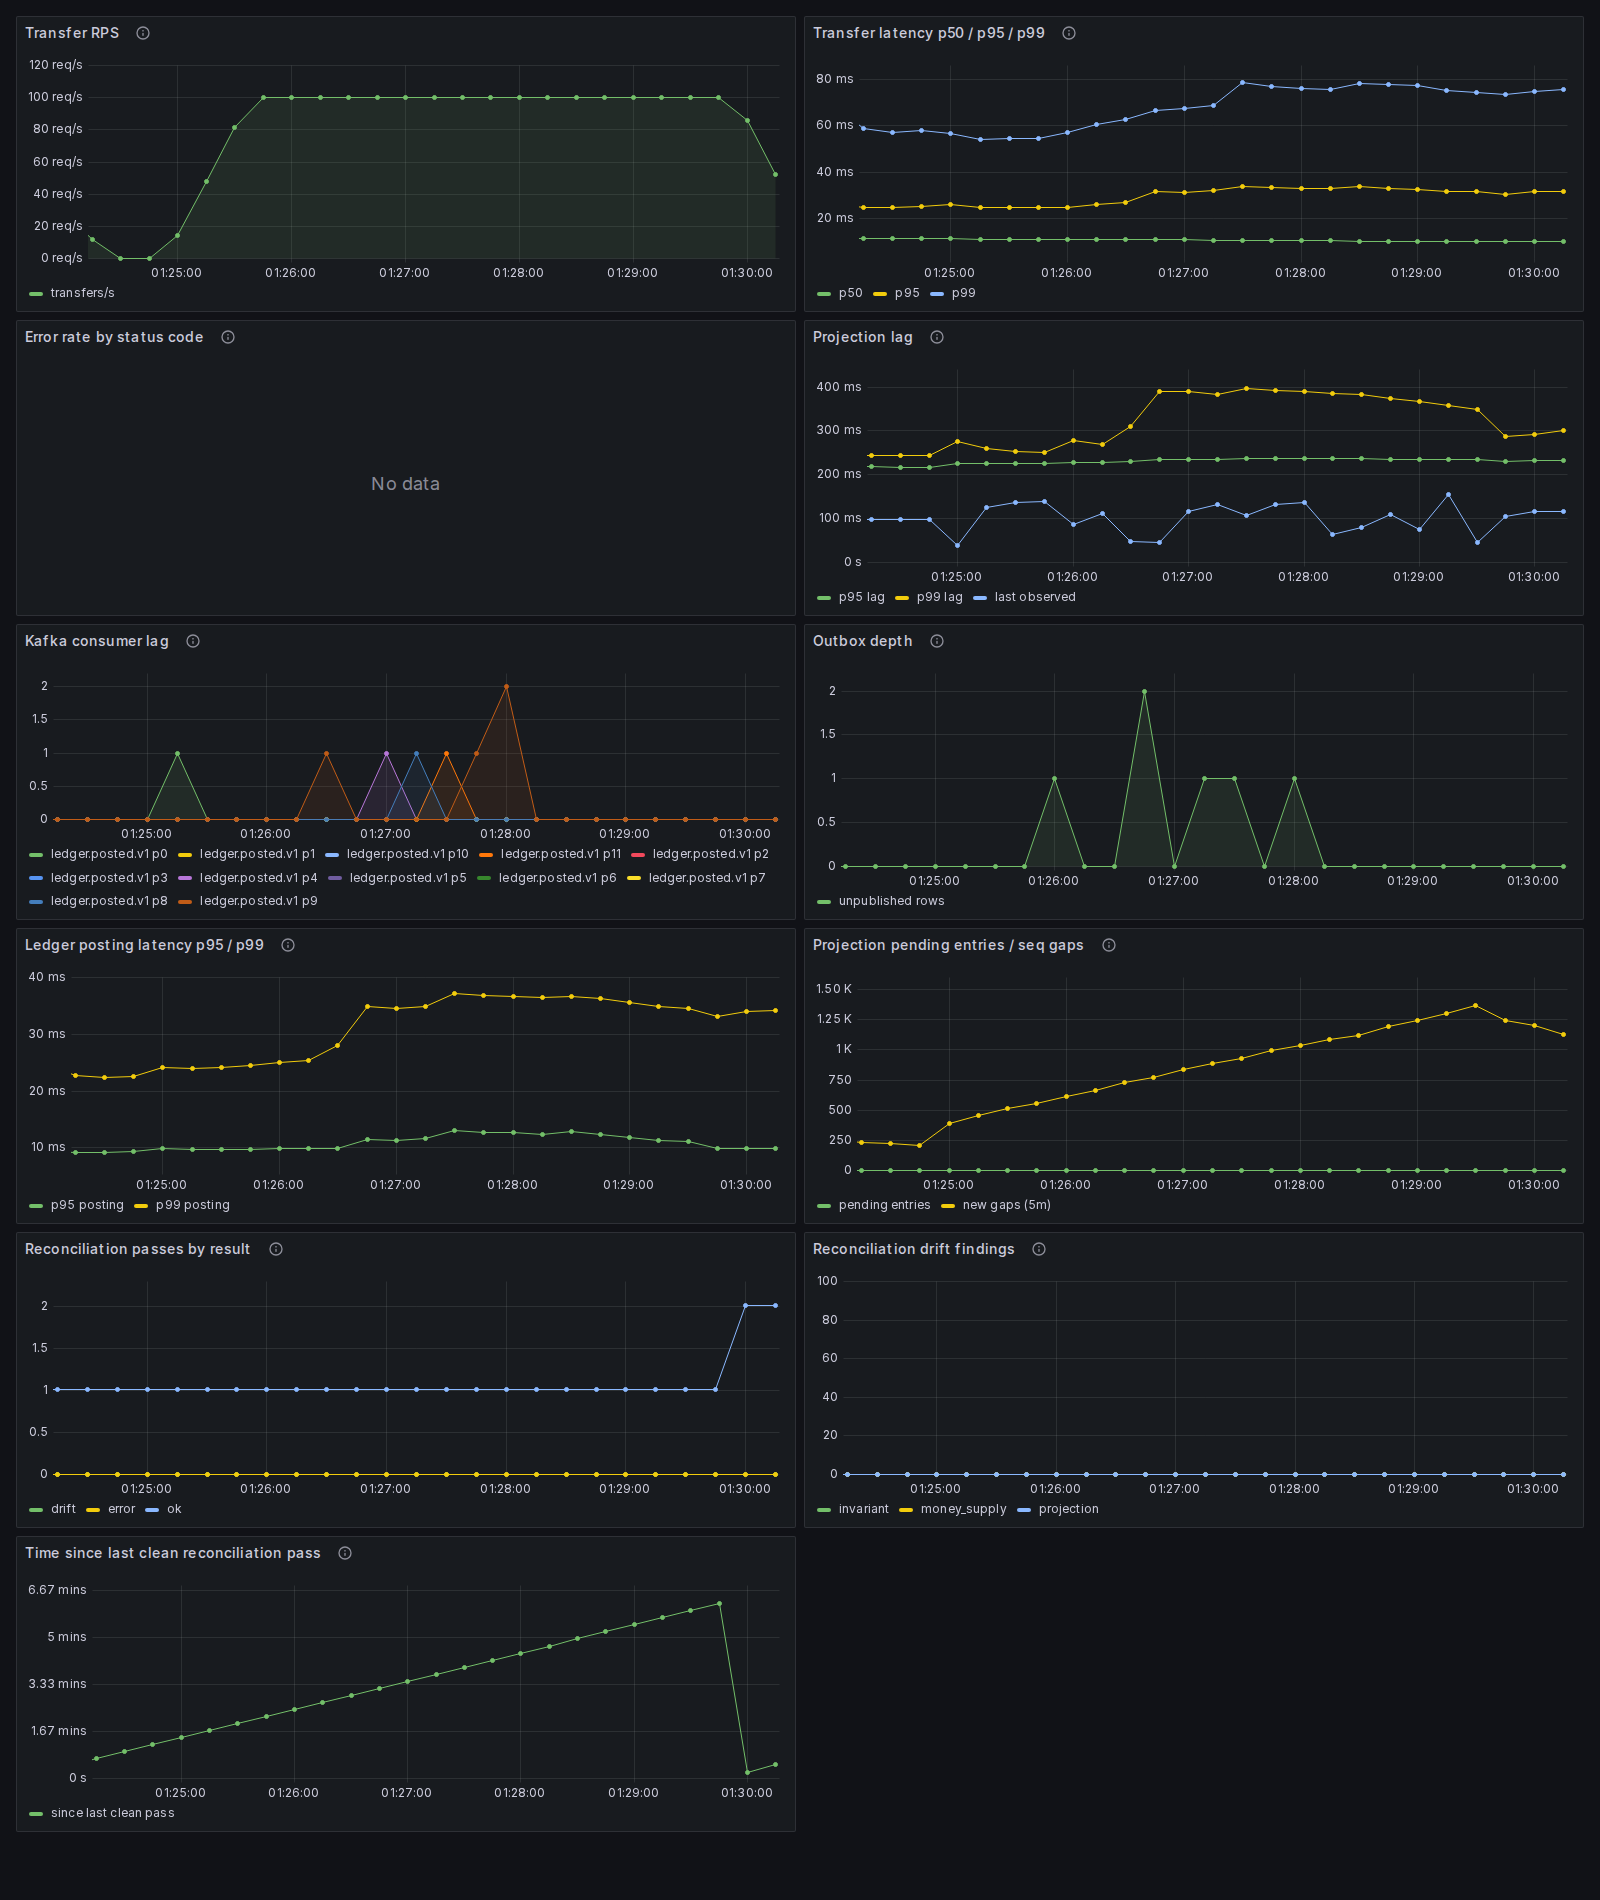 Transfer RPS
120 req/s
100 req/s
80 req/s
60 req/s
40 req/s
20 req/s
0 req/s
01:25:00 01:26:00 01:27:00 01:28:00 01:29:00 01:30:00
transfers/s
Transfer latency p50 / p95 / p99
80 ms
60 ms
40 ms
20 ms
01:25:00 01:26:00 01:27:00 01:28:00 01:29:00 01:30:00
p50 p95 p99
Error rate by status code
No data
Projection lag
400 ms
300 ms
200 ms
100 ms
0 s
01:25:00 01:26:00 01:27:00 01:28:00 01:29:00 01:30:00
p95 lag p99 lag last observed
Kafka consumer lag
2
1.5
1
0.5
0
01:25:00 01:26:00 01:27:00 01:28:00 01:29:00 01:30:00
ledger.posted.v1 p0 ledger.posted.v1 p1 ledger.posted.v1 p10 ledger.posted.v1 p11 ledger.posted.v1 p2
ledger.posted.v1 p3 ledger.posted.v1 p4 ledger.posted.v1 p5 ledger.posted.v1 p6 ledger.posted.v1 p7
ledger.posted.v1 p8 ledger.posted.v1 p9
Outbox depth
2
1.5
1
0.5
0
01:25:00 01:26:00 01:27:00 01:28:00 01:29:00 01:30:00
unpublished rows
Ledger posting latency p95 / p99
40 ms
30 ms
20 ms
10 ms
01:25:00 01:26:00 01:27:00 01:28:00 01:29:00 01:30:00
p95 posting p99 posting
Projection pending entries / seq gaps
1.50 K
1.25 K
1 K
750
500
250
0
01:25:00 01:26:00 01:27:00 01:28:00 01:29:00 01:30:00
pending entries new gaps (5m)
Reconciliation passes by result
2
1.5
1
0.5
0
01:25:00 01:26:00 01:27:00 01:28:00 01:29:00 01:30:00
drift error ok
Reconciliation drift findings
100
80
60
40
20
0
01:25:00 01:26:00 01:27:00 01:28:00 01:29:00 01:30:00
invariant money_supply projection
Time since last clean reconciliation pass
6.67 mins
5 mins
3.33 mins
1.67 mins
0 s
01:25:00 01:26:00 01:27:00 01:28:00 01:29:00 01:30:00
since last clean pass